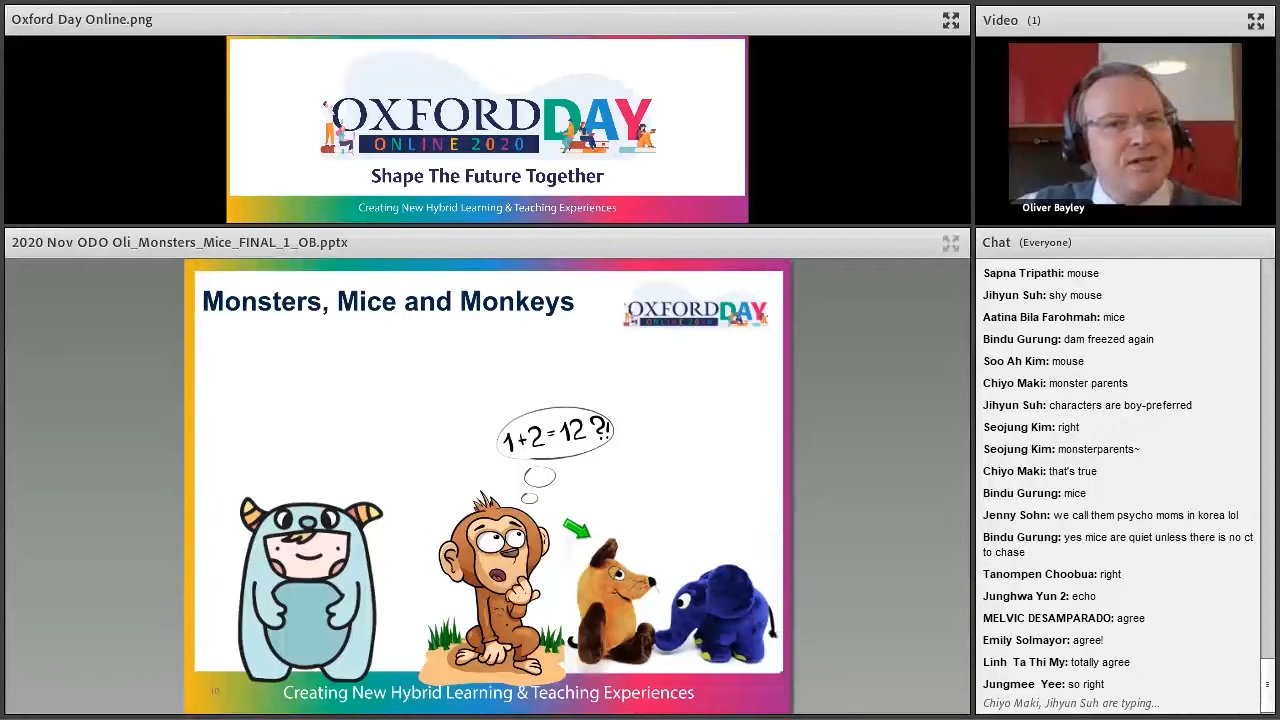 Oxford Day Online.png
OXFORD DAY
ONLINE 2020
Shape The Future Together
Creating New Hybrid Learning & Teaching Experiences
Video (1)
Oliver Bayley
2020 Nov ODO Oli_Monsters_Mice_FINAL_1_OB.pptx
Monsters, Mice and Monkeys
OXFORD DAY
ONLINE 2020
1+2=12?!
10
Creating New Hybrid Learning & Teaching Experiences
Chat (Everyone)
Sapna Tripathi: mouse
Jihyun Suh: shy mouse
Aatina Bila Farohmah: mice
Bindu Gurung: dam freezed again
Soo Ah Kim: mouse
Chiyo Maki: monster parents
Jihyun Suh: characters are boy-preferred
Seojung Kim: right
Seojung Kim: monsterparents~
Chiyo Maki: that's true
Bindu Gurung: mice
Jenny Sohn: we call them psycho moms in korea lol
Bindu Gurung: yes mice are quiet unless there is no ct
to chase
Tanompen Choobua: right
Junghwa Yun 2: echo
MELVIC DESAMPARADO: agree
Emily Solmayor: agree!
Linh Ta Thi My: totally agree
Jungmee Yee: so right
Chiyo Maki, Jihyun Suh are typing...